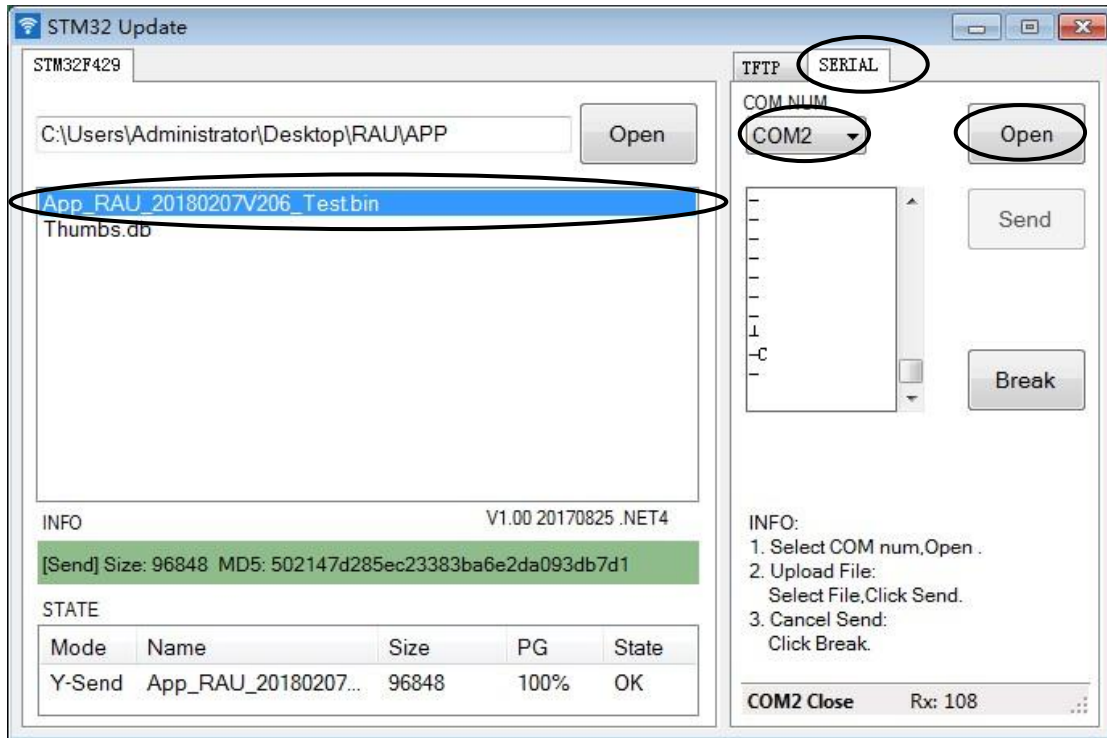 STM32 Update
STM32F429
C:\Users\Administrator\Desktop\RAU\APP
Open
App_RAU_20180207V206_Test.bin
Thumbs.db
INFO
V1.00 20170825 .NET4
[Send] Size: 96848 MD5: 502147d285ec23383ba6e2da093db7d1
STATE
Mode Name Size PG State
Y-Send App_RAU_20180207... 96848 100% OK
TFTP SERIAL
COM NUM
COM2
Open
Send
C
Break
INFO:
1. Select COM num,Open .
2. Upload File:
Select File,Click Send.
3. Cancel Send:
Click Break.
COM2 Close Rx: 108